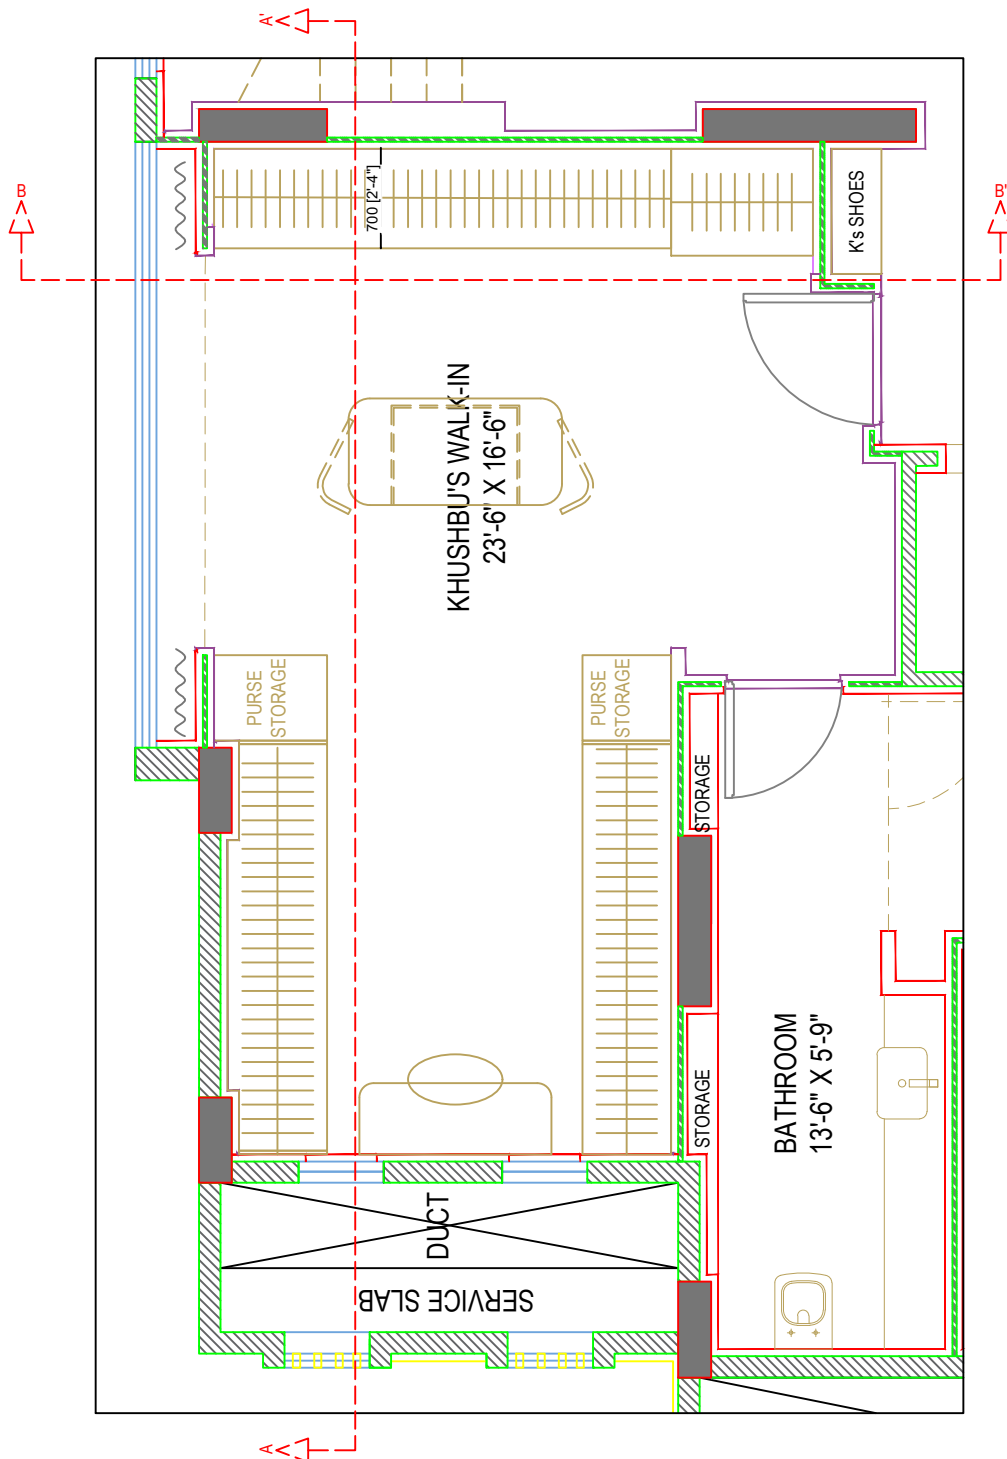 A'
B
B'
700 [2'-4"]
K's SHOES
KHUSHBU'S WALK-IN
23'-6" X 16'-6"
PURSE
STORAGE
PURSE
STORAGE
STORAGE
STORAGE
BATHROOM
13'-6" X 5'-9"
DUCT
SERVICE SLAB
A